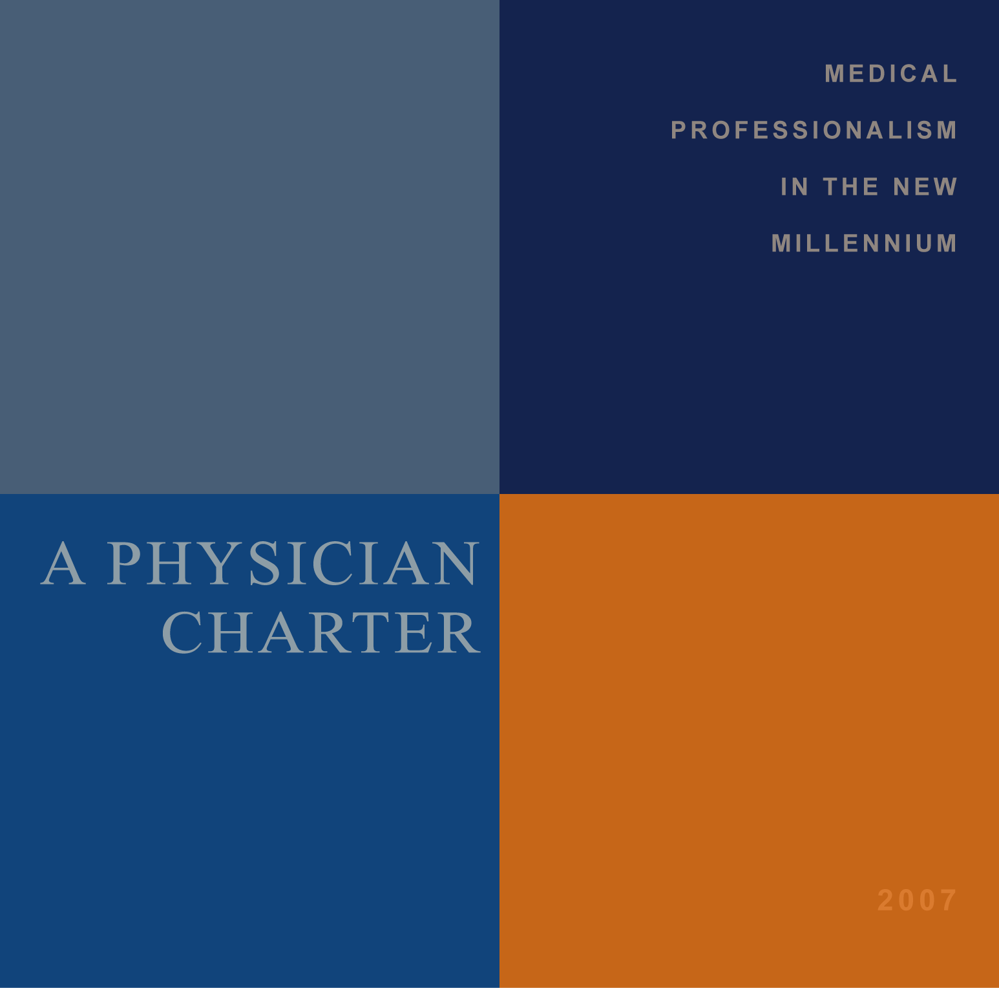 MEDICAL
PROFESSIONALISM
IN THE NEW
MILLENNIUM
A PHYSICIAN
CHARTER
2007